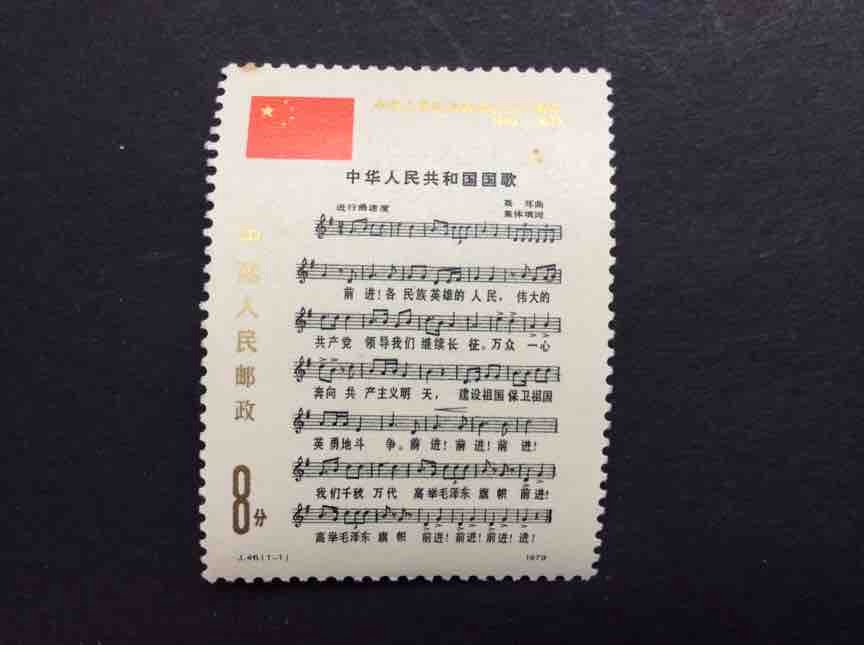 中华人民共和国国歌
进行曲速度
聂 耳曲
集体填词
前 进! 各 民族英雄的 人 民, 伟大的
共产党 领导我们 继续长 征。万众 一心
奔向 共 产主义明 天, 建设祖国 保卫祖国
英 勇地斗 争。前 进! 前 进! 前 进!
我们千秋 万代 高举毛泽东 旗 帜 前进!
高举毛泽东 旗 帜 前进! 前进! 前进! 进!
中国人民邮政
8分
J.46.(1-1)
1979